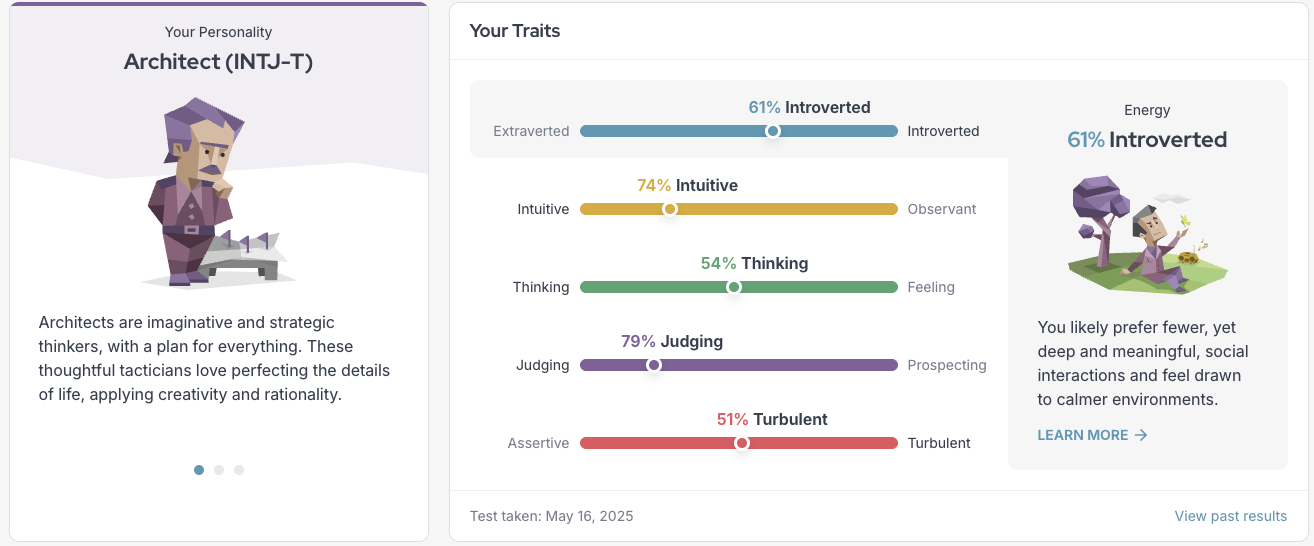 Your Personality
Architect (INTJ-T)
Architects are imaginative and strategic
thinkers, with a plan for everything. These
thoughtful tacticians love perfecting the details
of life, applying creativity and rationality.
Your Traits
61% Introverted
Extraverted
Introverted
74% Intuitive
Intuitive
Observant
54% Thinking
Thinking
Feeling
79% Judging
Judging
Prospecting
51% Turbulent
Assertive
Turbulent
Energy
61% Introverted
You likely prefer fewer, yet
deep and meaningful, social
interactions and feel drawn
to calmer environments.
LEARN MORE →
Test taken: May 16, 2025
View past results